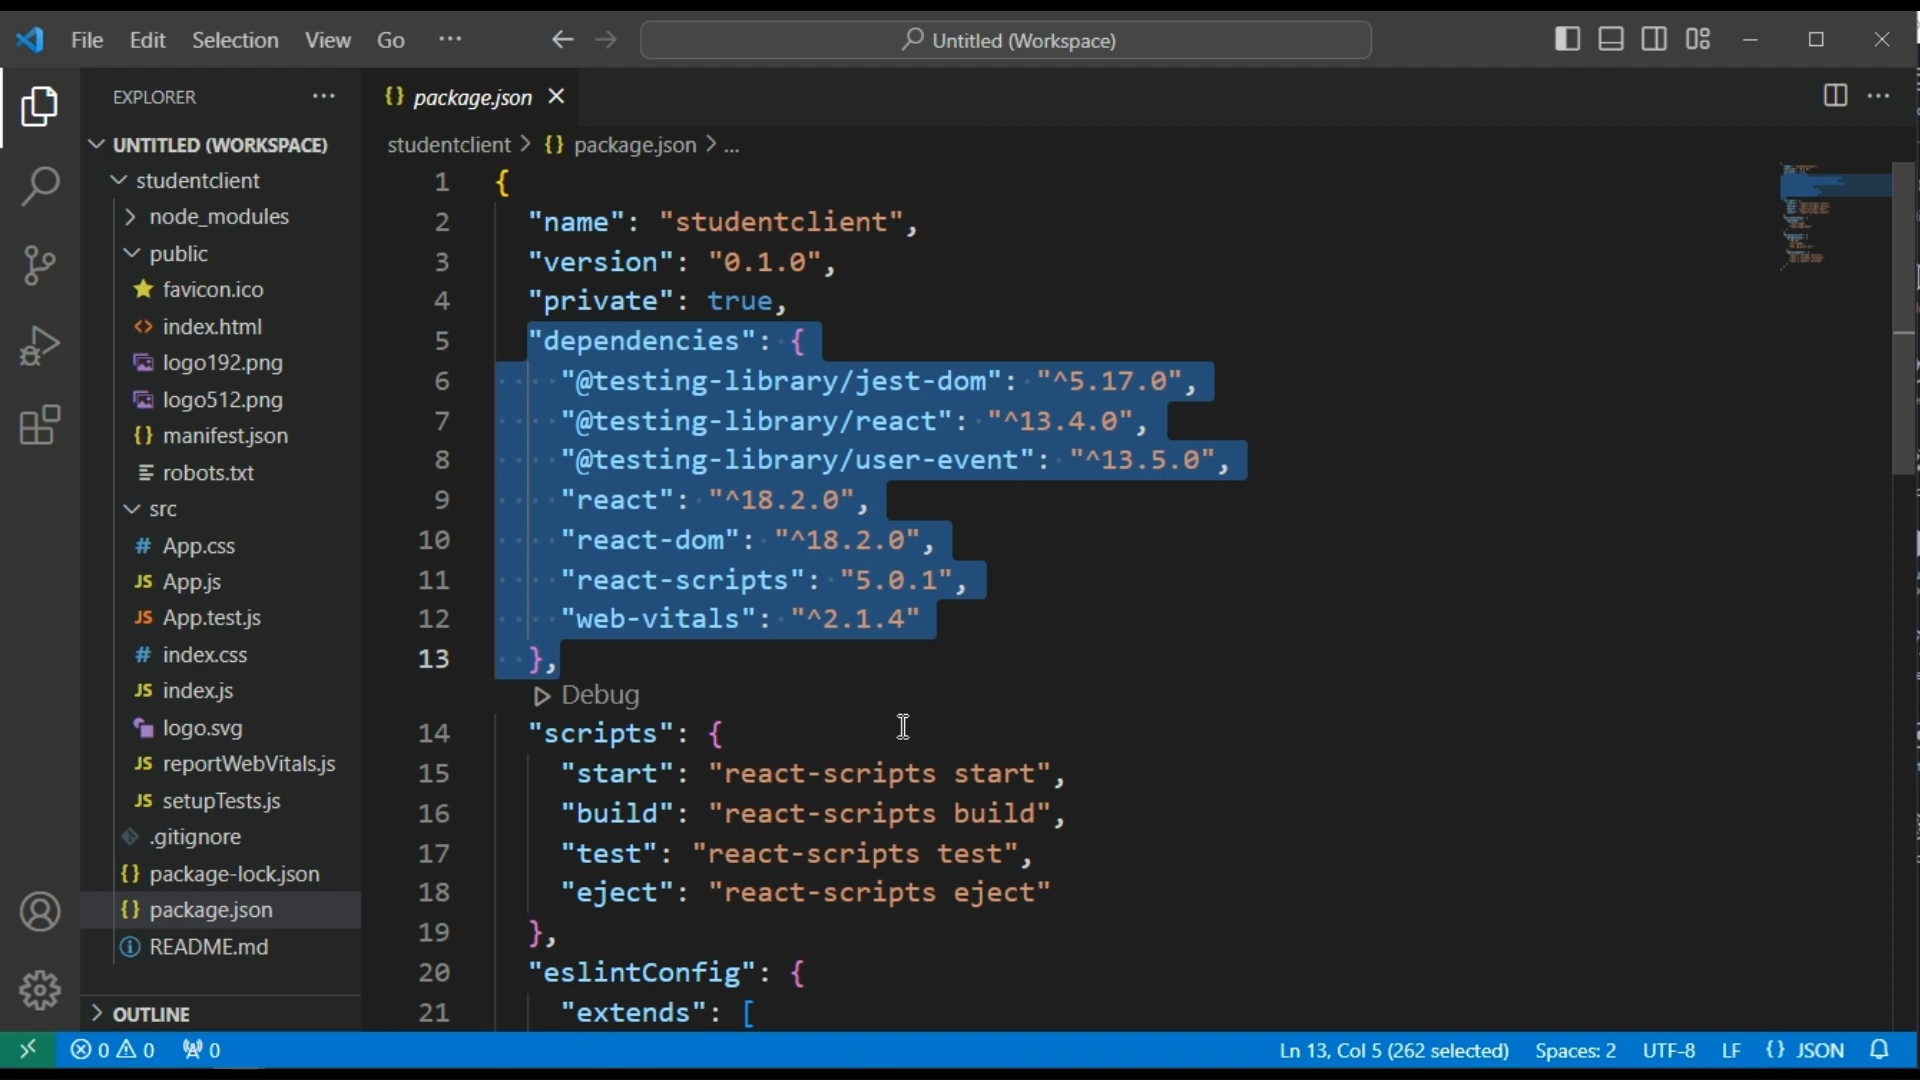 File Edit Selection View Go ···
Untitled (Workspace)
EXPLORER ···
UNTITLED (WORKSPACE)
studentclient
node_modules
public
favicon.ico
index.html
logo192.png
logo512.png
manifest.json
robots.txt
src
App.css
App.js
App.test.js
index.css
index.js
logo.svg
reportWebVitals.js
setupTests.js
.gitignore
package-lock.json
package.json
README.md
OUTLINE
{} package.json
studentclient > {} package.json > ...
1 {
2 "name": "studentclient",
3 "version": "0.1.0",
4 "private": true,
5 "dependencies": {
6 "@testing-library/jest-dom": "^5.17.0",
7 "@testing-library/react": "^13.4.0",
8 "@testing-library/user-event": "^13.5.0",
9 "react": "^18.2.0",
10 "react-dom": "^18.2.0",
11 "react-scripts": "5.0.1",
12 "web-vitals": "^2.1.4"
13 },
Debug
14 "scripts": {
15 "start": "react-scripts start",
16 "build": "react-scripts build",
17 "test": "react-scripts test",
18 "eject": "react-scripts eject"
19 },
20 "eslintConfig": {
21 "extends": [
0 0 0 Ln 13, Col 5 (262 selected) Spaces: 2 UTF-8 LF {} JSON